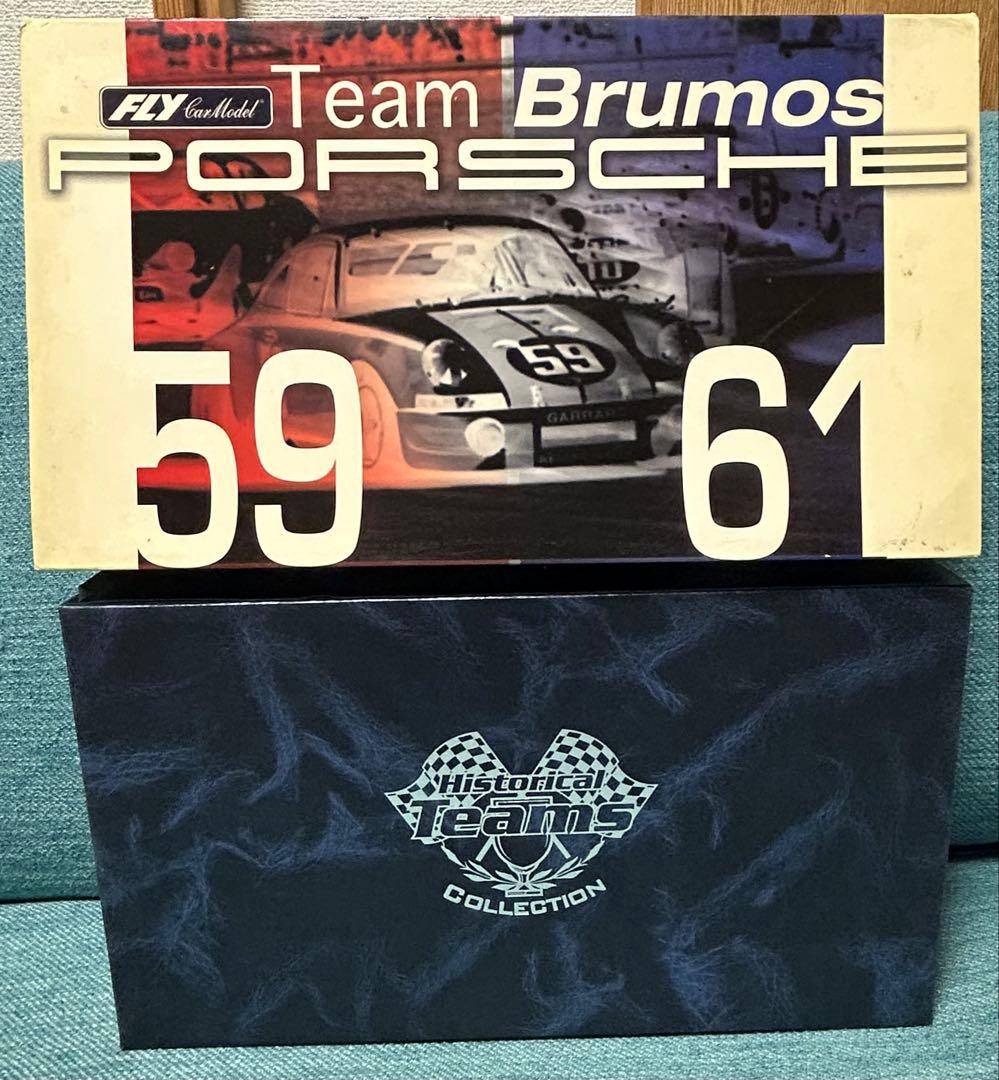 FLY CarModel Team Brumos
PORSCHE
59
GARRAR
59 61
Historical
Teams
COLLECTION